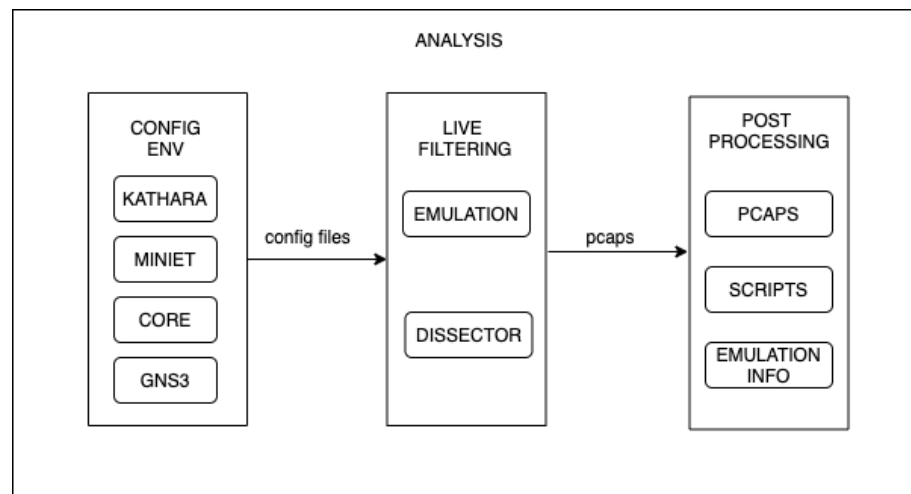 ANALYSIS
CONFIG
ENV
KATHARA
MINIET
CORE
GNS3
config files
LIVE
FILTERING
EMULATION
DISSECTOR
pcaps
POST
PROCESSING
PCAPS
SCRIPTS
EMULATION
INFO